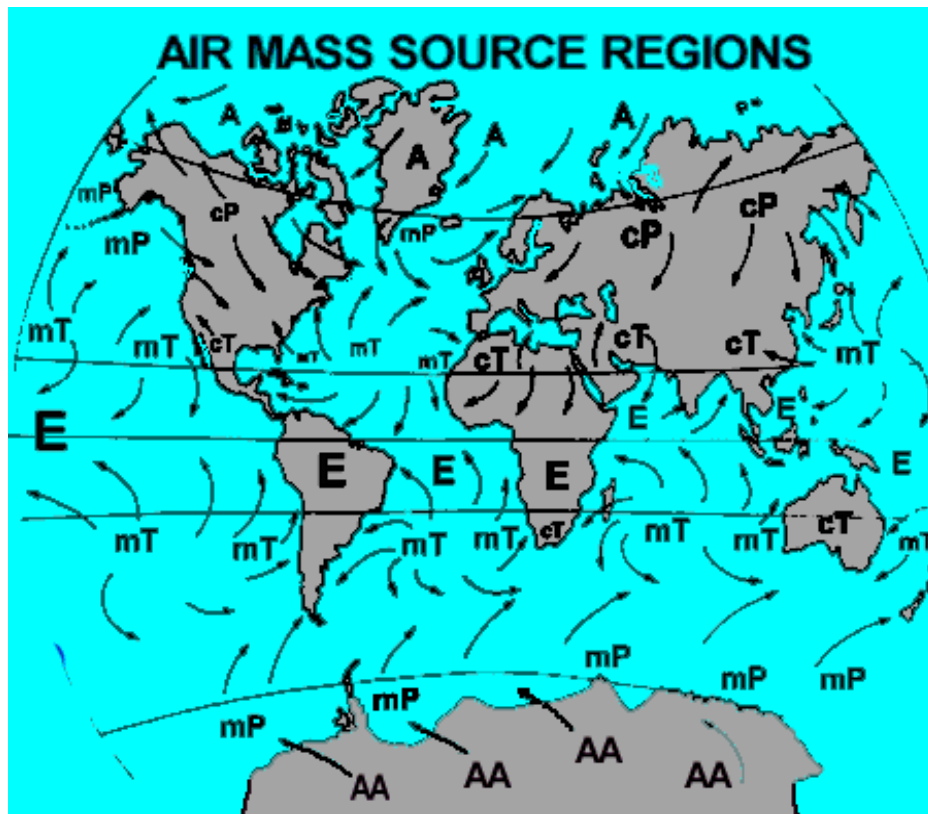 AIR MASS SOURCE REGIONS
A A A
A
mP cP cP cP
mP mP
mT mT cT mT mT mT cT cT cT mT
E E E
E E E E
mT mT mT mT cT mT mT cT mT
mP mP mP
mP mP
AA AA AA AA